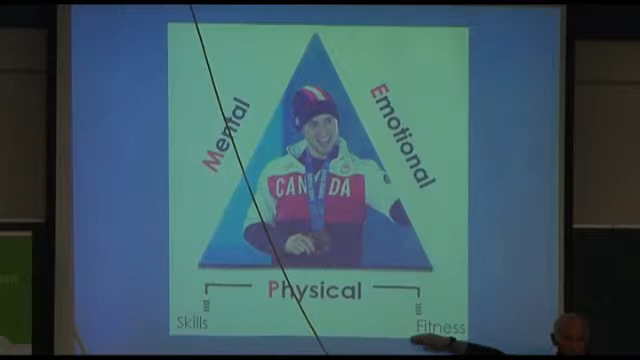 Mental
Emotional
CANADA
Physical
Skills
Fitness